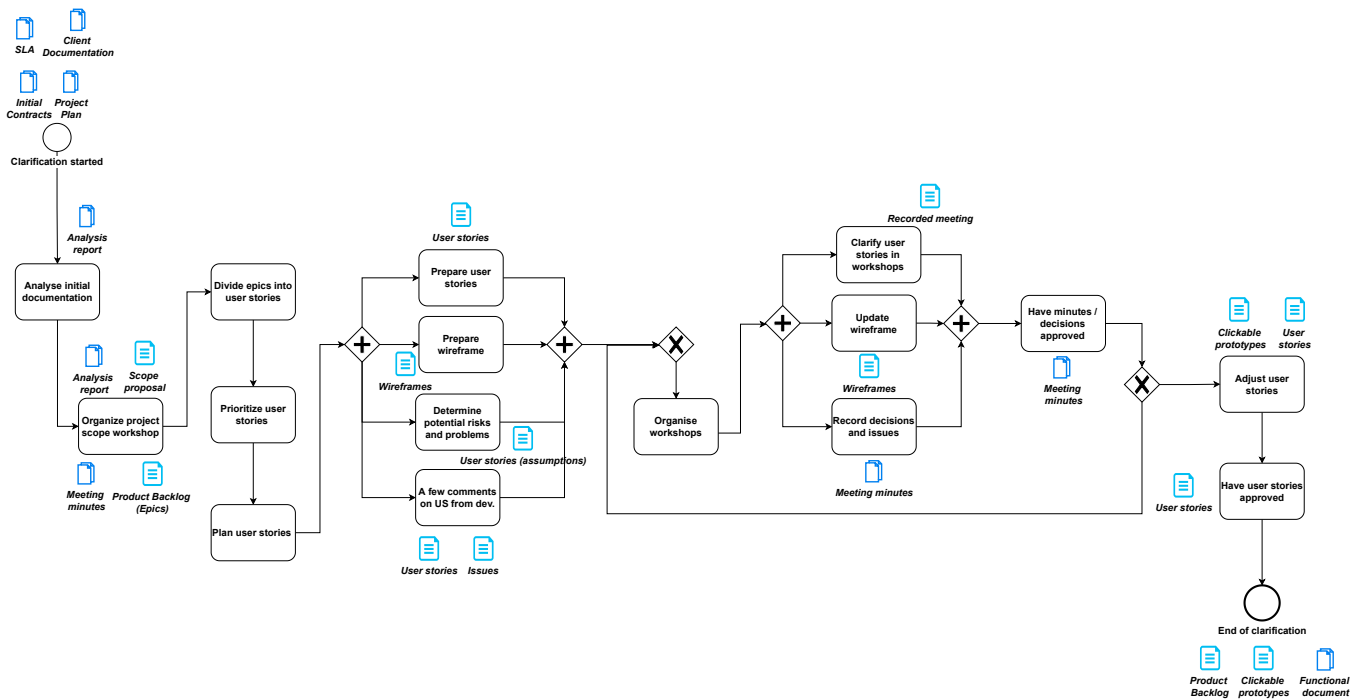 SLA
Client
Documentation
Initial
Contracts
Project
Plan
Clarification started
Analysis
report
Analyse initial
documentation
Analysis
report
Scope
proposal
Organize project
scope workshop
Meeting
minutes
Product Backlog
(Epics)
Divide epics into
user stories
Prioritize user
stories
Plan user stories
User stories
Prepare user
stories
Prepare
wireframe
Wireframes
Determine
potential risks
and problems
User stories (assumptions)
A few comments
on US from dev.
User stories
Issues
Organise
workshops
Recorded meeting
Clarify user
stories in
workshops
Update
wireframe
Wireframes
Record decisions
and issues
Meeting minutes
Have minutes /
decisions
approved
Meeting
minutes
Clickable
prototypes
User
stories
Adjust user
stories
User stories
Have user stories
approved
End of clarification
Product
Backlog
Clickable
prototypes
Functional
document